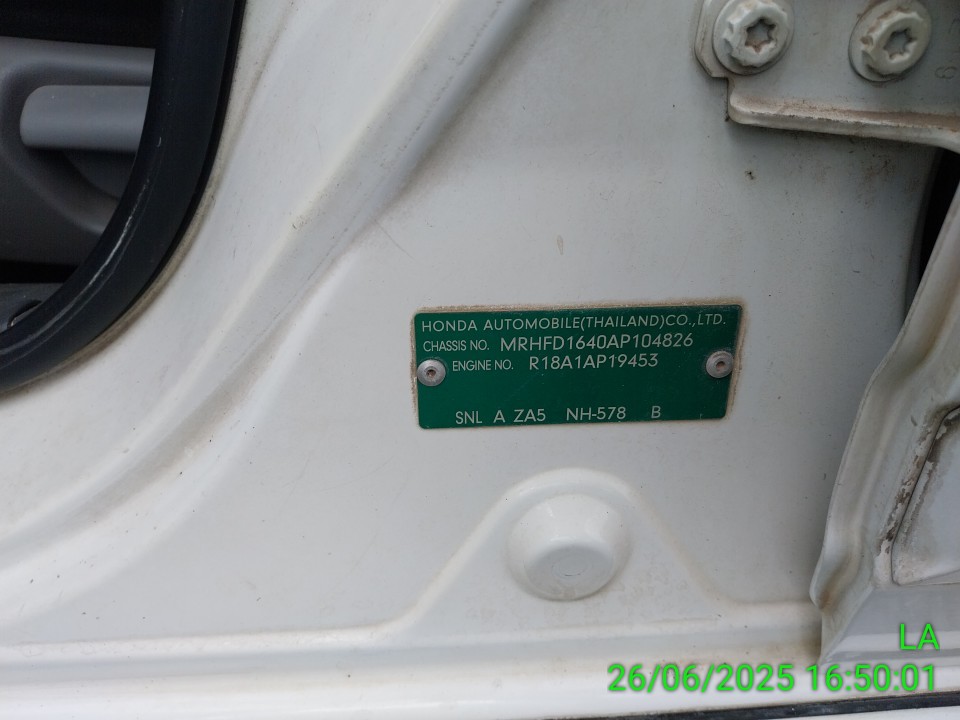 HONDA AUTOMOBILE(THAILAND)CO.,LTD.
CHASSIS NO. MRHFD1640AP104826
ENGINE NO. R18A1AP19453
SNL A ZA5 NH-578 B
LA
26/06/2025 16:50:01